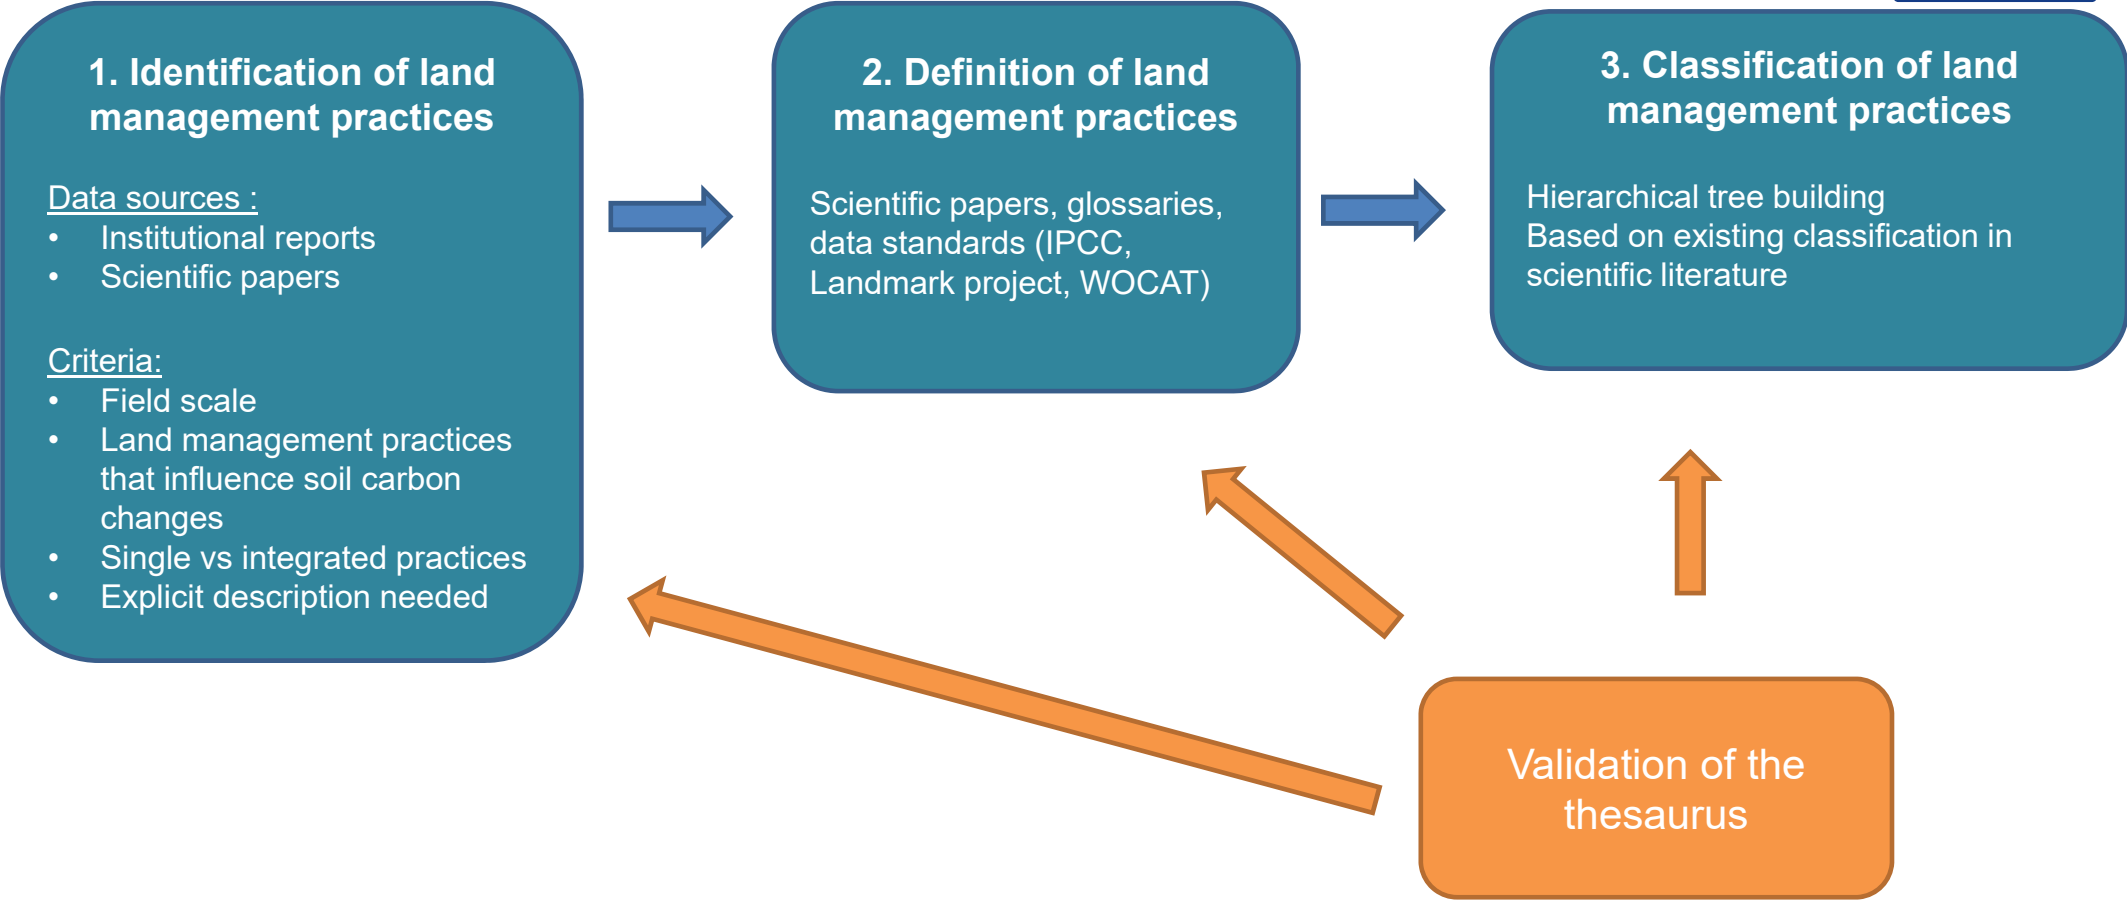 1. Identification of land
management practices
Data sources :
• Institutional reports
• Scientific papers
Criteria:
• Field scale
• Land management practices
that influence soil carbon
changes
• Single vs integrated practices
• Explicit description needed
2. Definition of land
management practices
Scientific papers, glossaries,
data standards (IPCC,
Landmark project, WOCAT)
3. Classification of land
management practices
Hierarchical tree building
Based on existing classification in
scientific literature
Validation of the
thesaurus